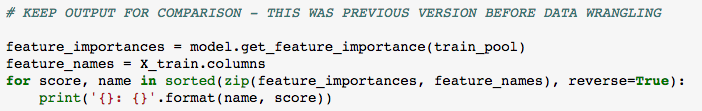 # KEEP OUTPUT FOR COMPARISON - THIS WAS PREVIOUS VERSION BEFORE DATA WRANGLING
feature_importances = model.get_feature_importance(train_pool)
feature_names = X_train.columns
for score, name in sorted(zip(feature_importances, feature_names), reverse=True):
    print('{}: {}'.format(name, score))